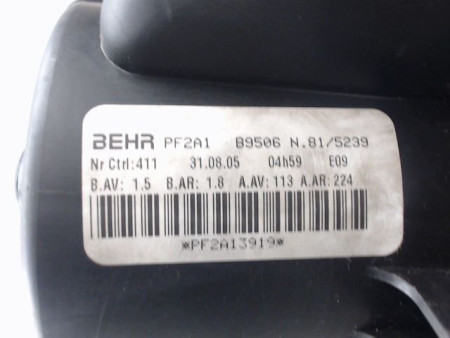 BEHR PF2A1 B9506 N.81/5239
Nr Ctrl:411 31.08.05 04h59 E09
B.AV: 1.5 B.AR: 1.8 A.AV: 113 A.AR: 224
*PF2A13919*